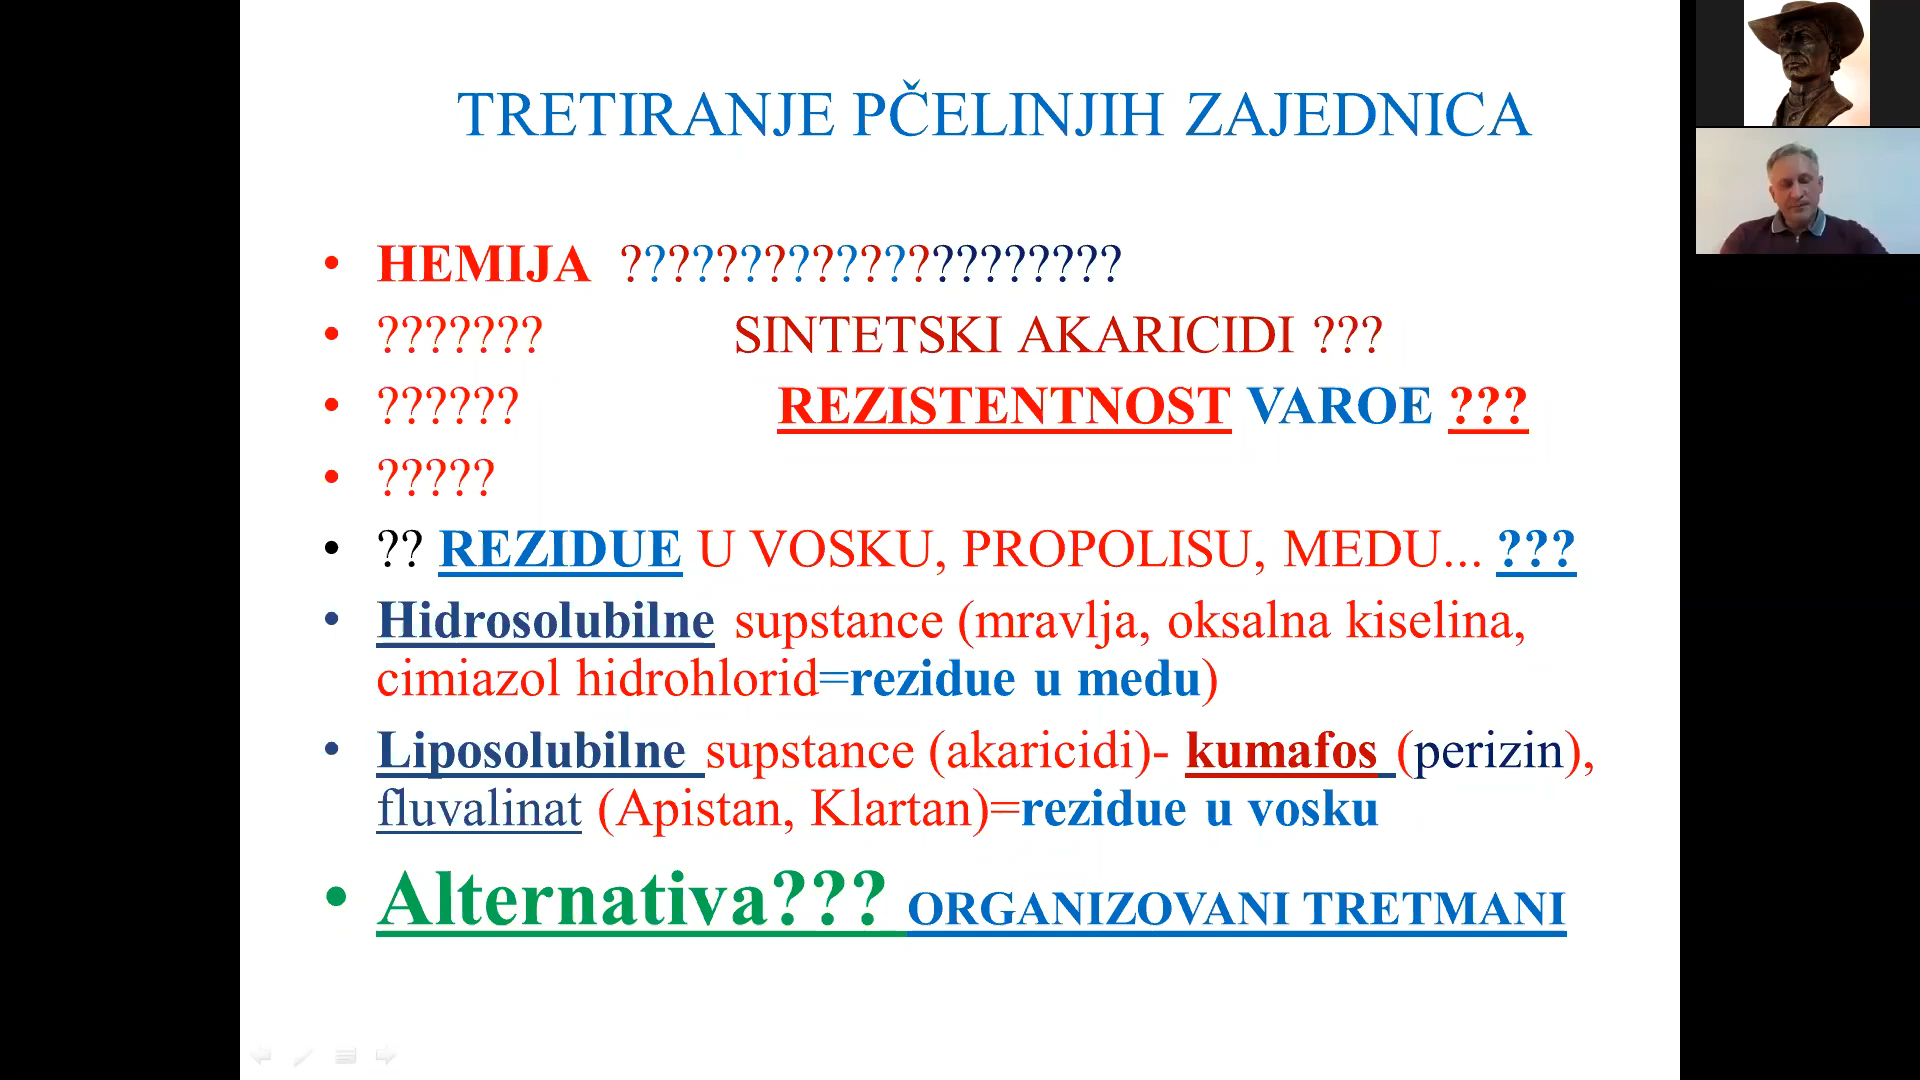 TRETIRANJE PČELINJIH ZAJEDNICA
• HEMIJA ?????????????????????
• ??????? SINTETSKI AKARICIDI ???
• ?????? REZISTENTNOST VAROE ???
• ?????
• ?? REZIDUE U VOSKU, PROPOLISU, MEDU... ???
• Hidrosolubilne supstance (mravlja, oksalna kiselina,
cimiazol hidrohlorid=rezidue u medu)
• Liposolubilne supstance (akaricidi)- kumafos (perizin),
fluvalinat (Apistan, Klartan)=rezidue u vosku
• Alternativa??? ORGANIZOVANI TRETMANI